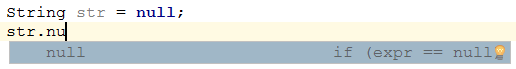 String str = null;
str.nu
null if (expr == null